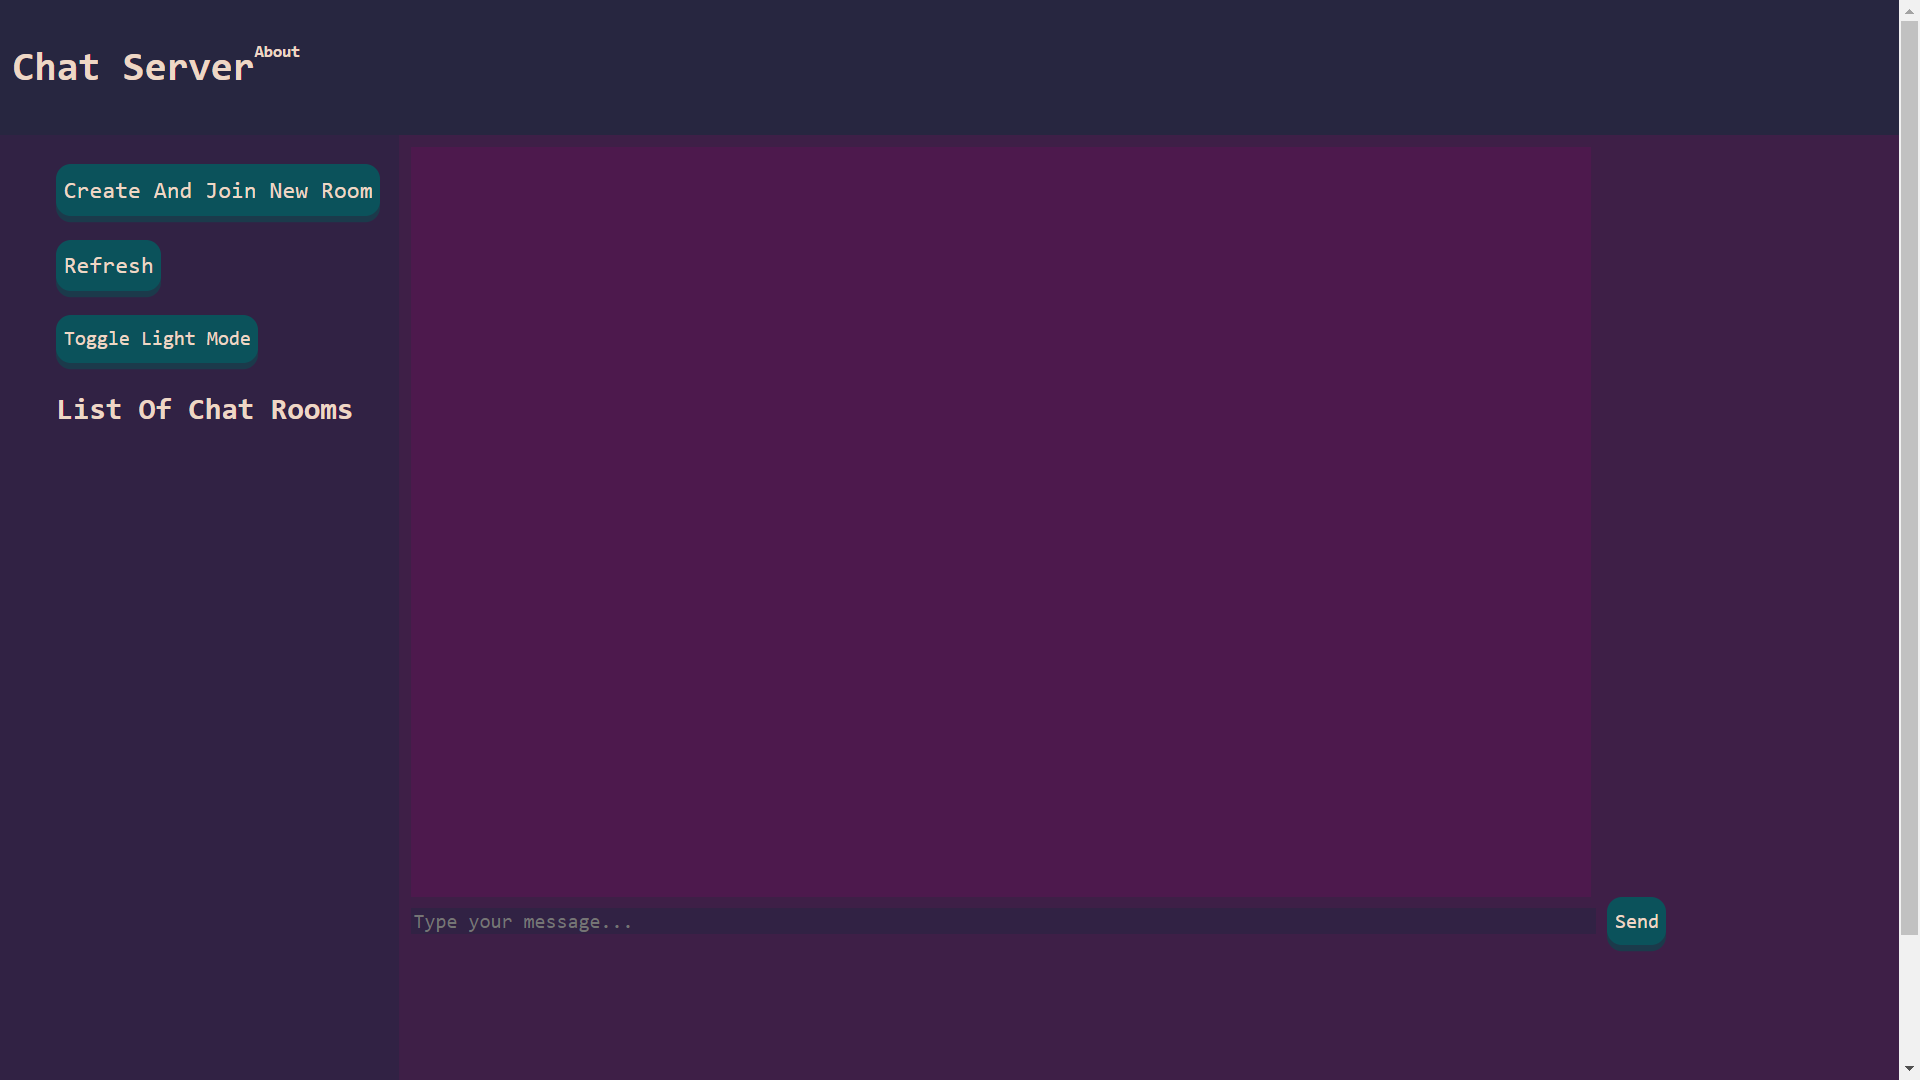 Chat Server About
Create And Join New Room
Refresh
Toggle Light Mode
List Of Chat Rooms
Type your message...
Send